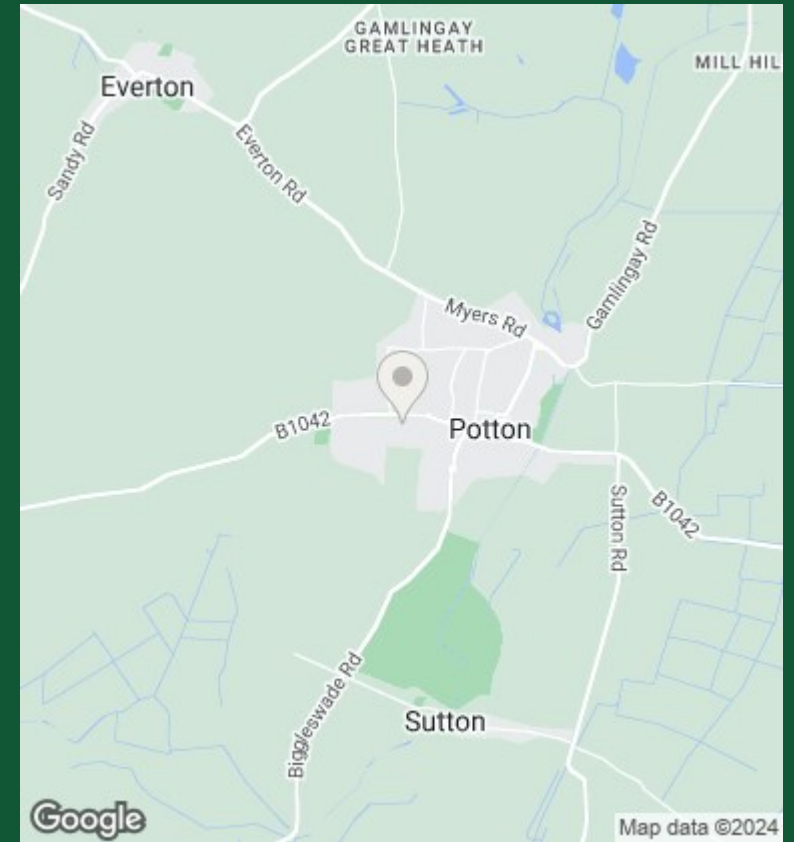 GAMLINGAY
GREAT HEATH
MILL HIL
Everton
Sandy Rd
Everton Rd
Gamlingay Rd
Myers Rd
B1042
Potton
Sutton Rd
B1042
Biggleswade Rd
Sutton
Google
Map data ©2024